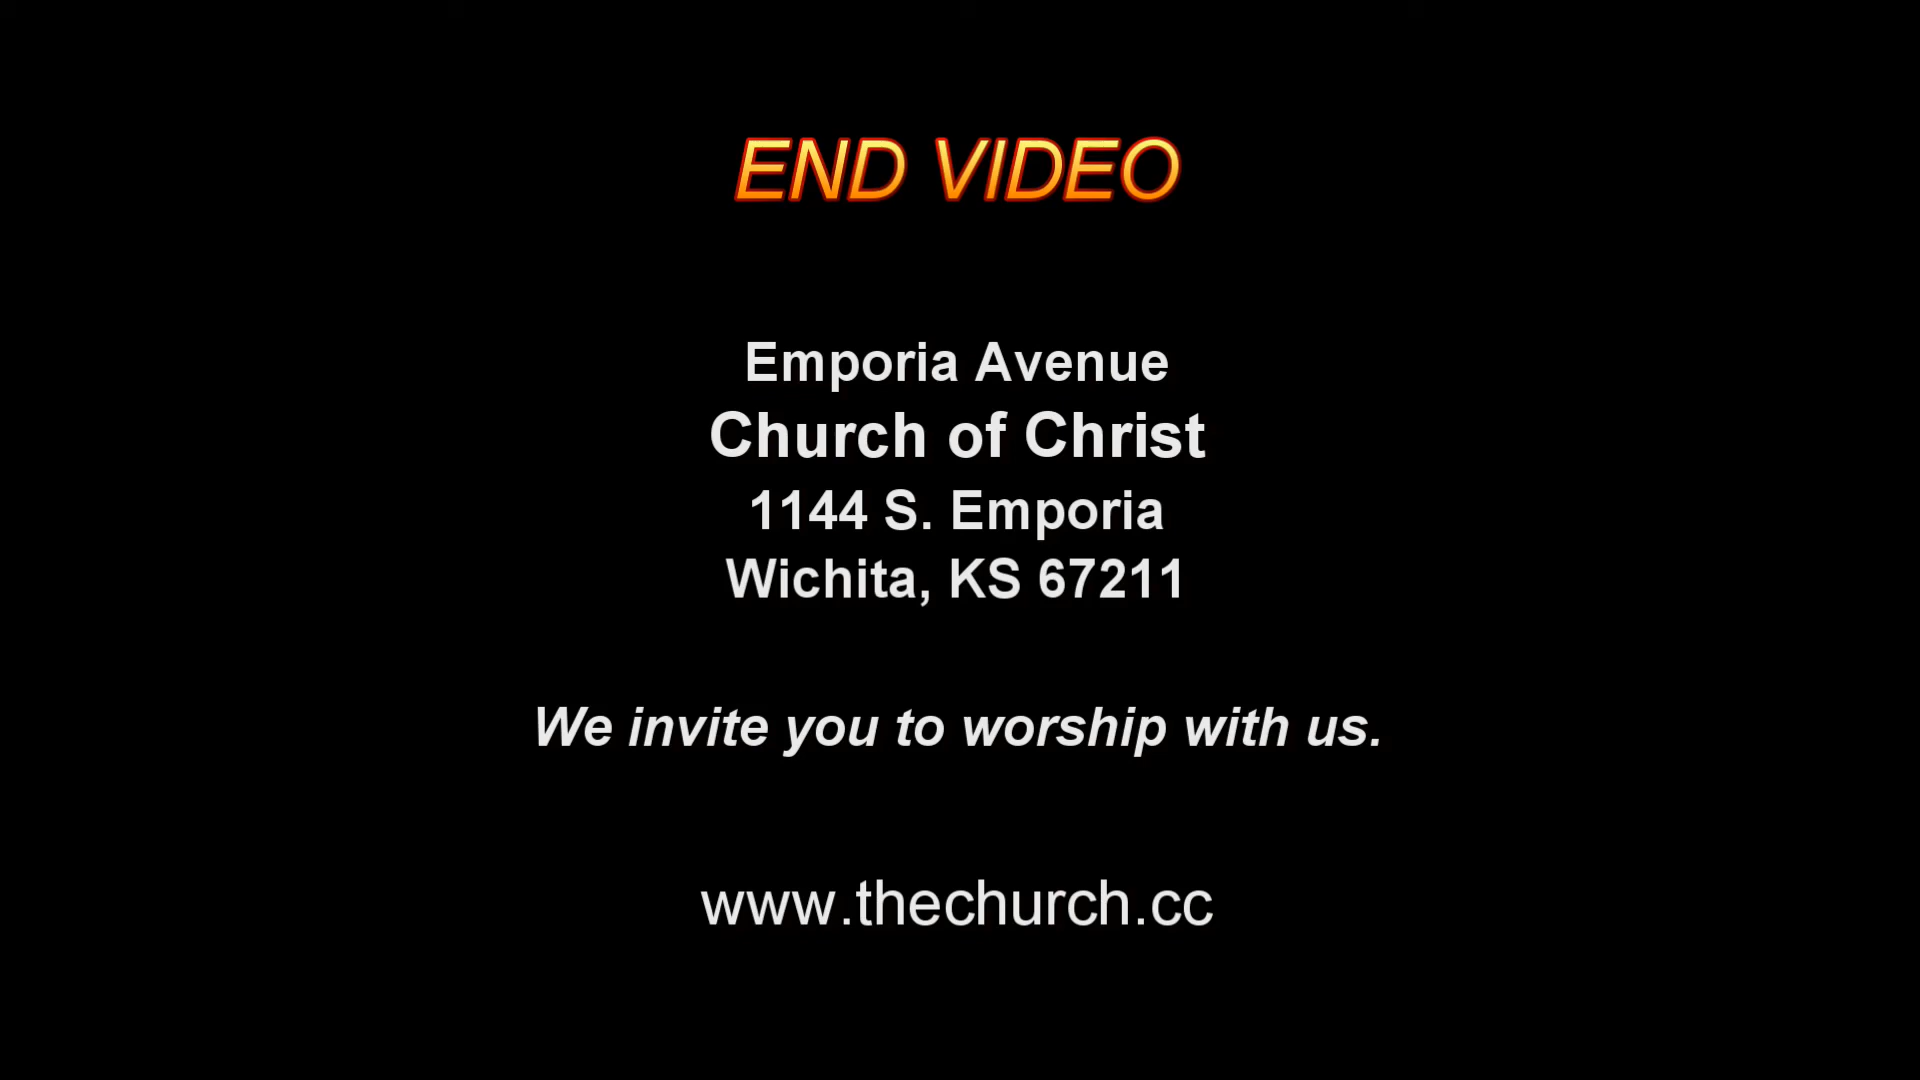 END VIDEO
Emporia Avenue
Church of Christ
1144 S. Emporia
Wichita, KS 67211
We invite you to worship with us.
www.thechurch.cc